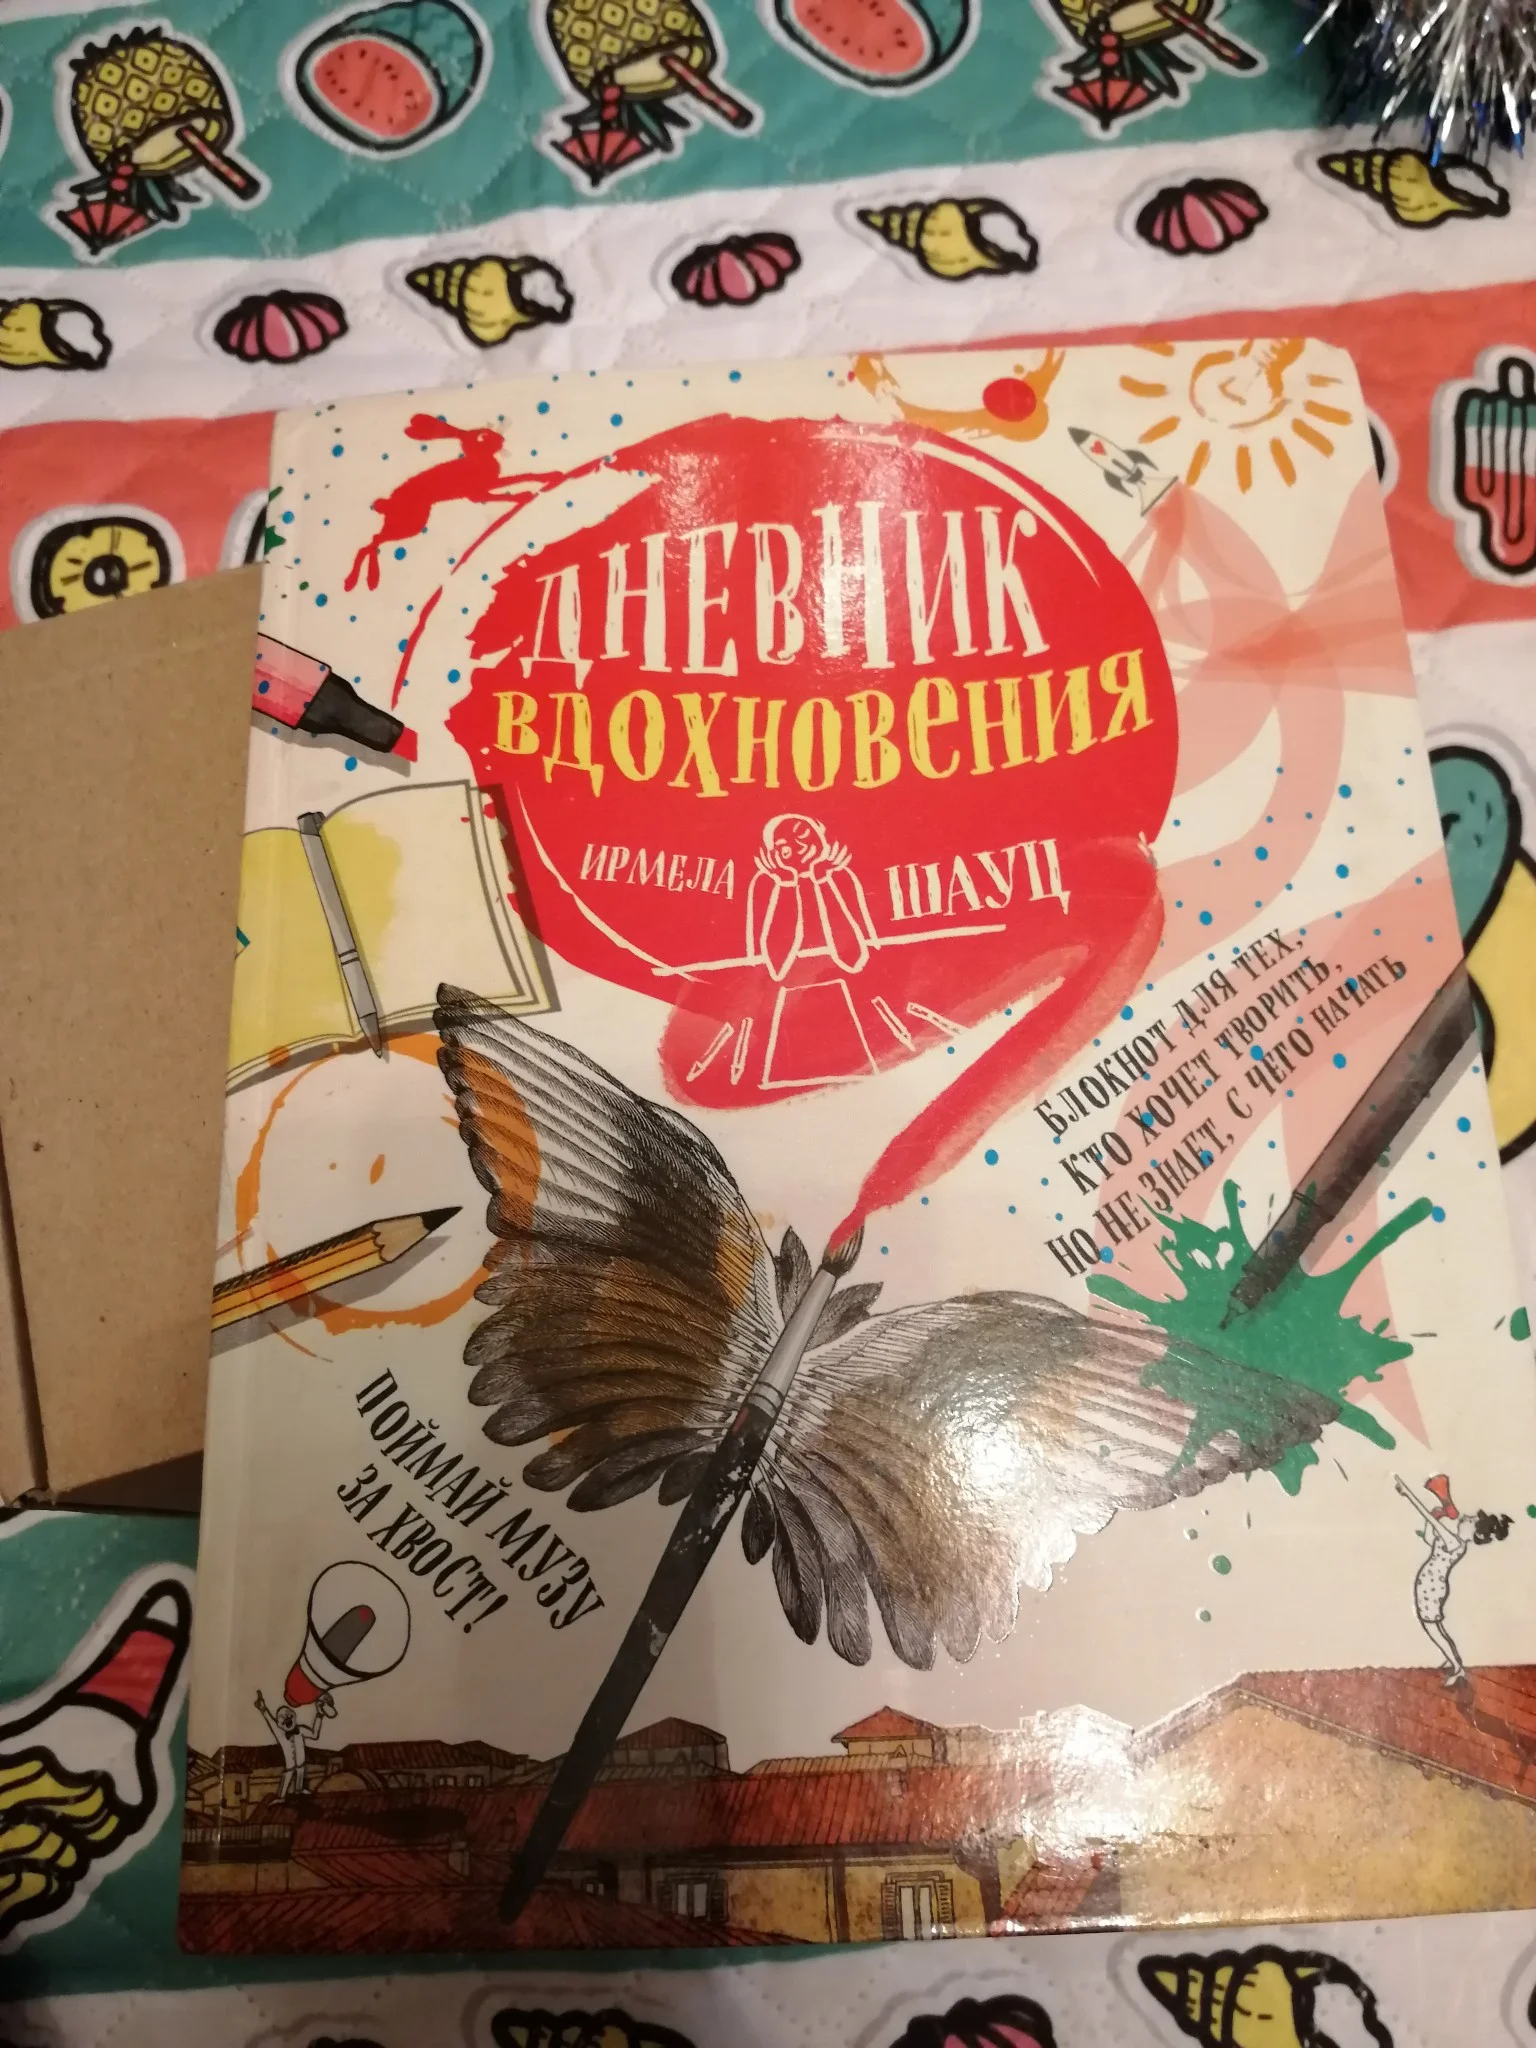 ДНЕВНИК
ВДОХНОВЕНИЯ
ИРМЕЛА ШАУЦ
БЛОКНОТ ДЛЯ ТЕХ,
КТО ХОЧЕТ ТВОРИТЬ,
НО НЕ ЗНАЕТ, С ЧЕГО НАЧАТЬ
ПОЙМАЙ МУЗУ
ЗА ХВОСТ!